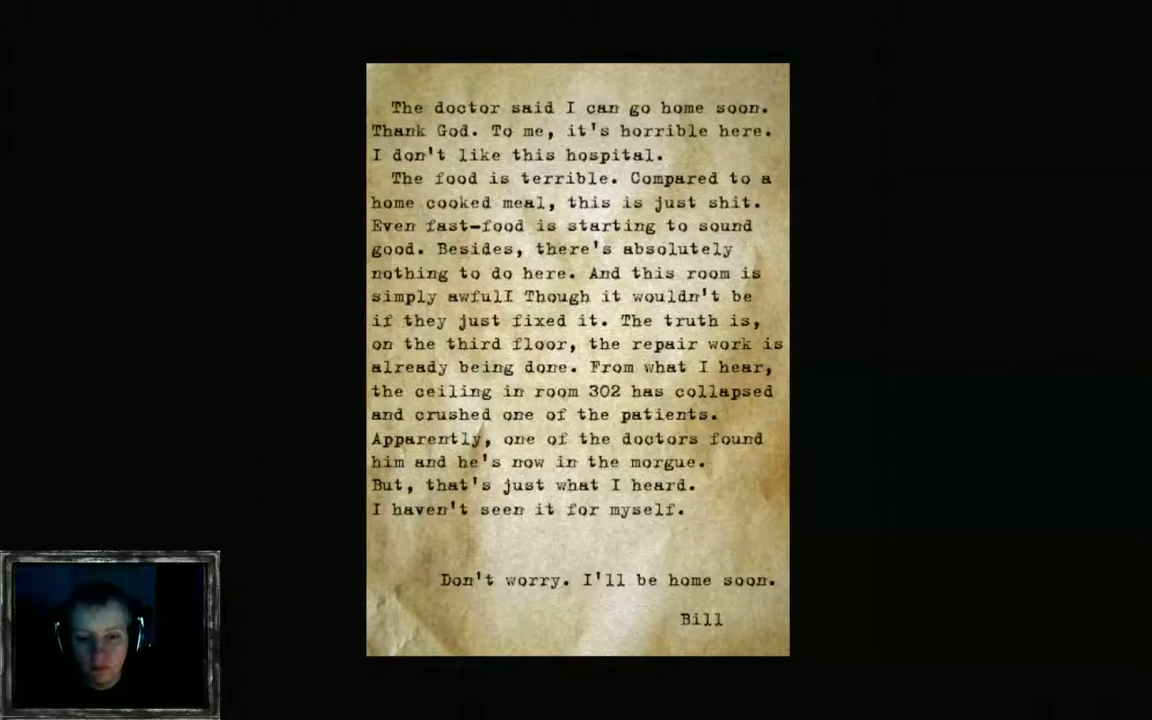 The doctor said I can go home soon.
Thank God. To me, it's horrible here.
I don't like this hospital.
The food is terrible. Compared to a
home cooked meal, this is just shit.
Even fast-food is starting to sound
good. Besides, there's absolutely
nothing to do here. And this room is
simply awfulI Though it wouldn't be
if they just fixed it. The truth is,
on the third floor, the repair work is
already being done. From what I hear,
the ceiling in room 302 has collapsed
and crushed one of the patients.
Apparently, one of the doctors found
him and he's now in the morgue.
But, that's just what I heard.
I haven't seen it for myself.
Don't worry. I'll be home soon.
Bill